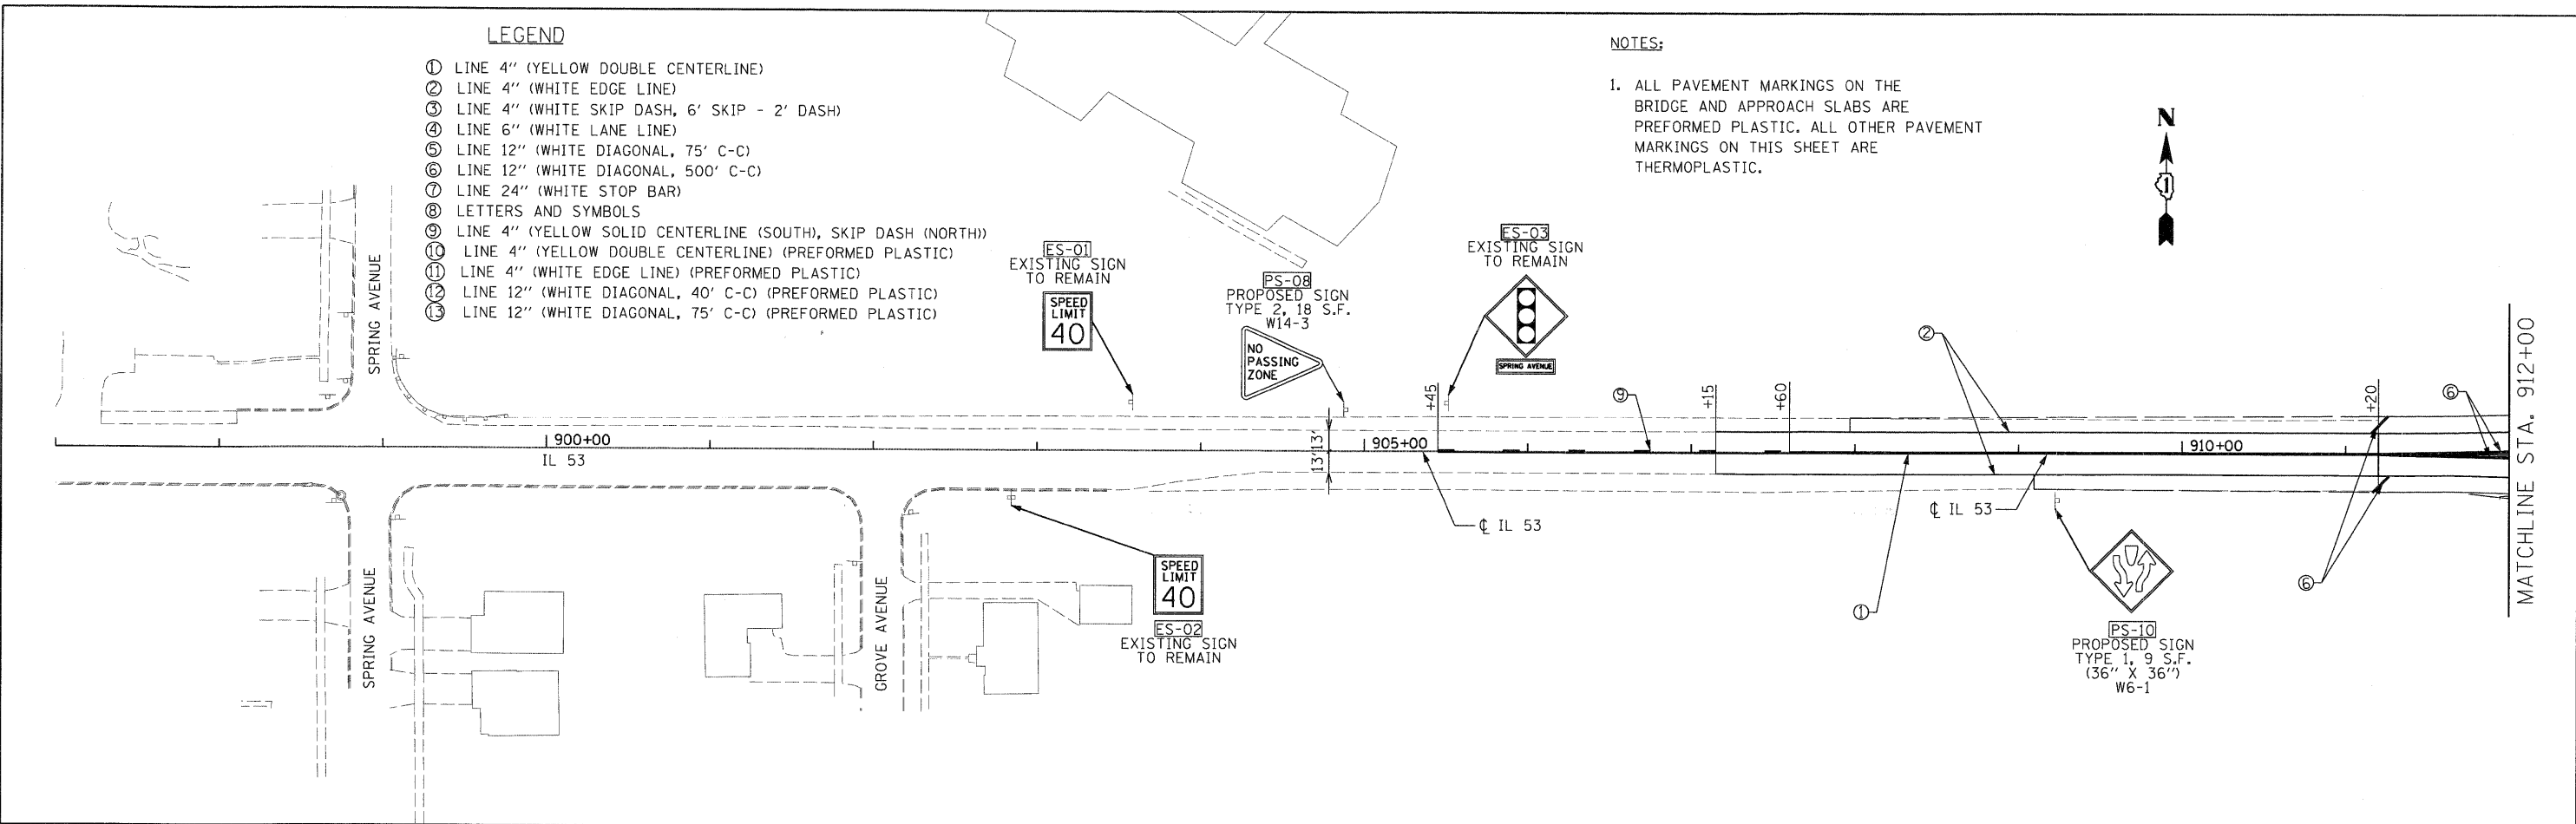 LEGEND
① LINE 4" (YELLOW DOUBLE CENTERLINE)
② LINE 4" (WHITE EDGE LINE)
③ LINE 4" (WHITE SKIP DASH, 6' SKIP - 2' DASH)
④ LINE 6" (WHITE LANE LINE)
⑤ LINE 12" (WHITE DIAGONAL, 75' C-C)
⑥ LINE 12" (WHITE DIAGONAL, 500' C-C)
⑦ LINE 24" (WHITE STOP BAR)
⑧ LETTERS AND SYMBOLS
⑨ LINE 4" (YELLOW SOLID CENTERLINE (SOUTH), SKIP DASH (NORTH))
⑩ LINE 4" (YELLOW DOUBLE CENTERLINE) (PREFORMED PLASTIC)
⑪ LINE 4" (WHITE EDGE LINE) (PREFORMED PLASTIC)
⑫ LINE 12" (WHITE DIAGONAL, 40' C-C) (PREFORMED PLASTIC)
⑬ LINE 12" (WHITE DIAGONAL, 75' C-C) (PREFORMED PLASTIC)
NOTES:
1. ALL PAVEMENT MARKINGS ON THE
BRIDGE AND APPROACH SLABS ARE
PREFORMED PLASTIC. ALL OTHER PAVEMENT
MARKINGS ON THIS SHEET ARE
THERMOPLASTIC.
N
1
SPRING AVENUE
ES-01
EXISTING SIGN
TO REMAIN
SPEED
LIMIT
40
PS-08
PROPOSED SIGN
TYPE 2, 18 S.F.
W14-3
NO
PASSING
ZONE
ES-03
EXISTING SIGN
TO REMAIN
SPRING AVENUE
+45
⑨
+15
+60
②
+20
⑥
MATCHLINE STA. 912+00
900+00
IL 53
13'
13'
905+00
910+00
℄ IL 53
℄ IL 53
①
⑥
SPRING AVENUE
GROVE AVENUE
SPEED
LIMIT
40
ES-02
EXISTING SIGN
TO REMAIN
PS-10
PROPOSED SIGN
TYPE 1, 9 S.F.
(36" X 36")
W6-1